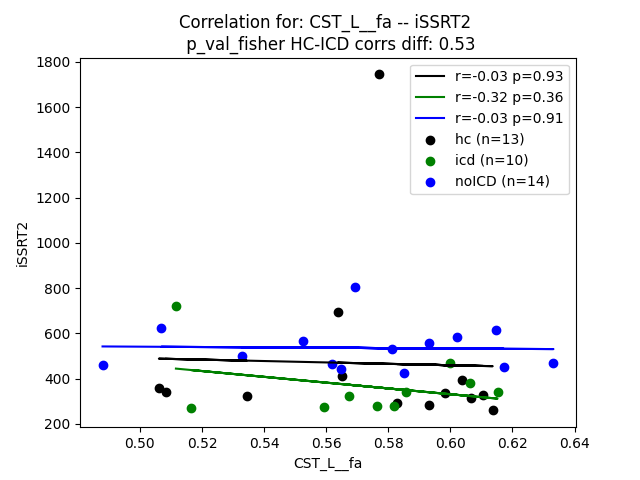 Correlation for: CST_L__fa -- iSSRT2
p_val_fisher HC-ICD corrs diff: 0.53
1800
1600
1400
1200
1000
800
600
400
200
iSSRT2
r=-0.03 p=0.93
r=-0.32 p=0.36
r=-0.03 p=0.91
hc (n=13)
icd (n=10)
noICD (n=14)
0.50 0.52 0.54 0.56 0.58 0.60 0.62 0.64
CST_L__fa